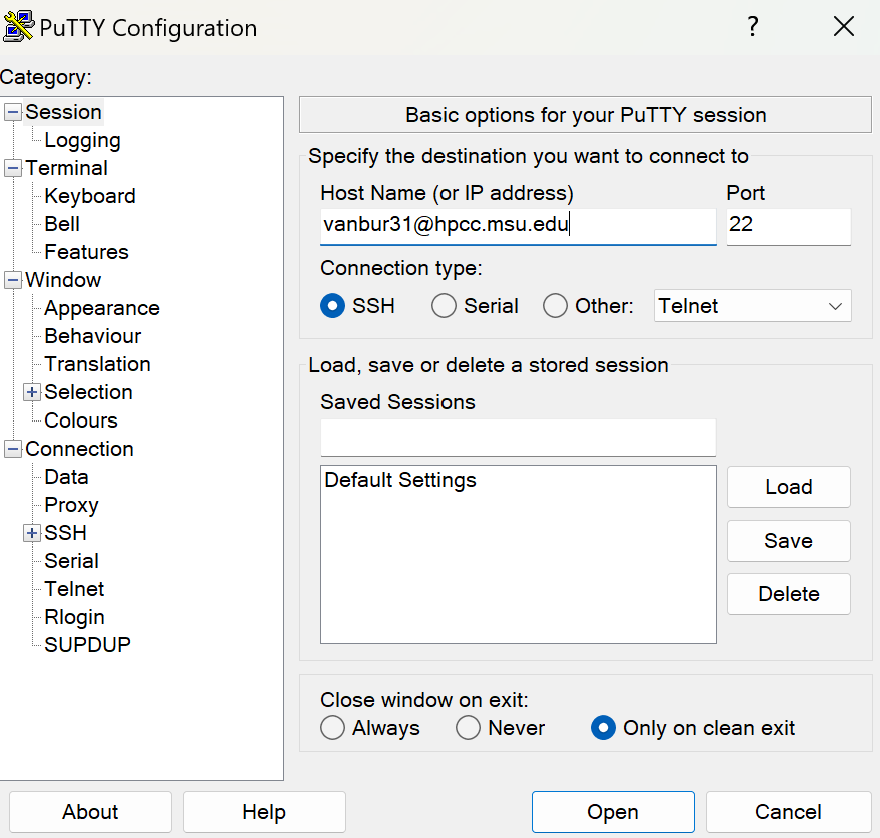 PuTTY Configuration
?
Category:
Session
Logging
Terminal
Keyboard
Bell
Features
Window
Appearance
Behaviour
Translation
Selection
Colours
Connection
Data
Proxy
SSH
Serial
Telnet
Rlogin
SUPDUP
Basic options for your PuTTY session
Specify the destination you want to connect to
Host Name (or IP address) Port
vanbur31@hpcc.msu.edu 22
Connection type:
SSH Serial Other: Telnet
Load, save or delete a stored session
Saved Sessions
Default Settings
Load
Save
Delete
Close window on exit:
Always Never Only on clean exit
About Help Open Cancel